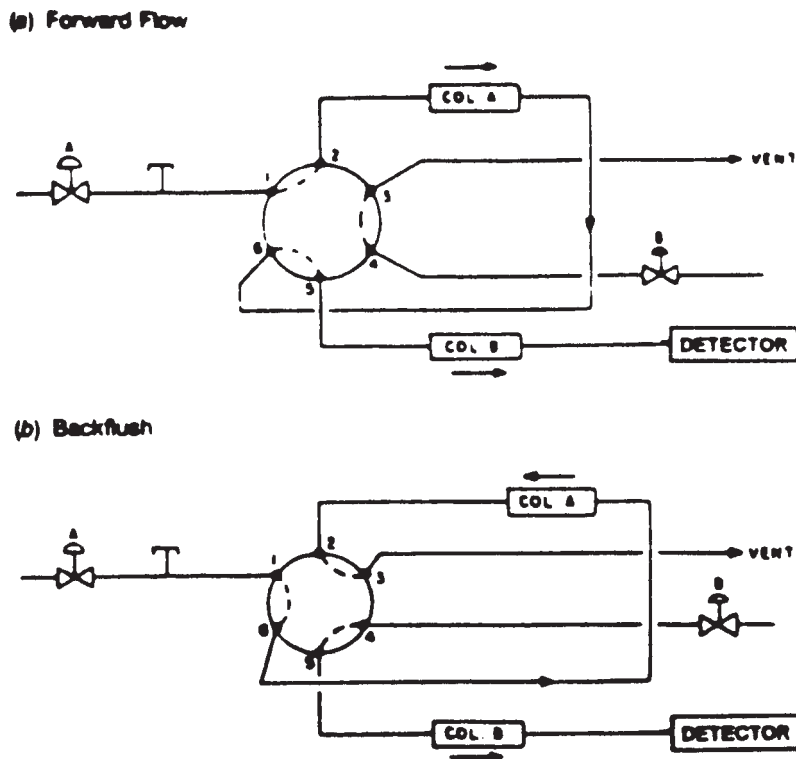 (a) Forward Flow
COL A
A
1
2
3
VENT
B
6
4
5
COL B
DETECTOR
(b) Backflush
COL A
A
1
2
3
VENT
B
6
4
5
COL B
DETECTOR